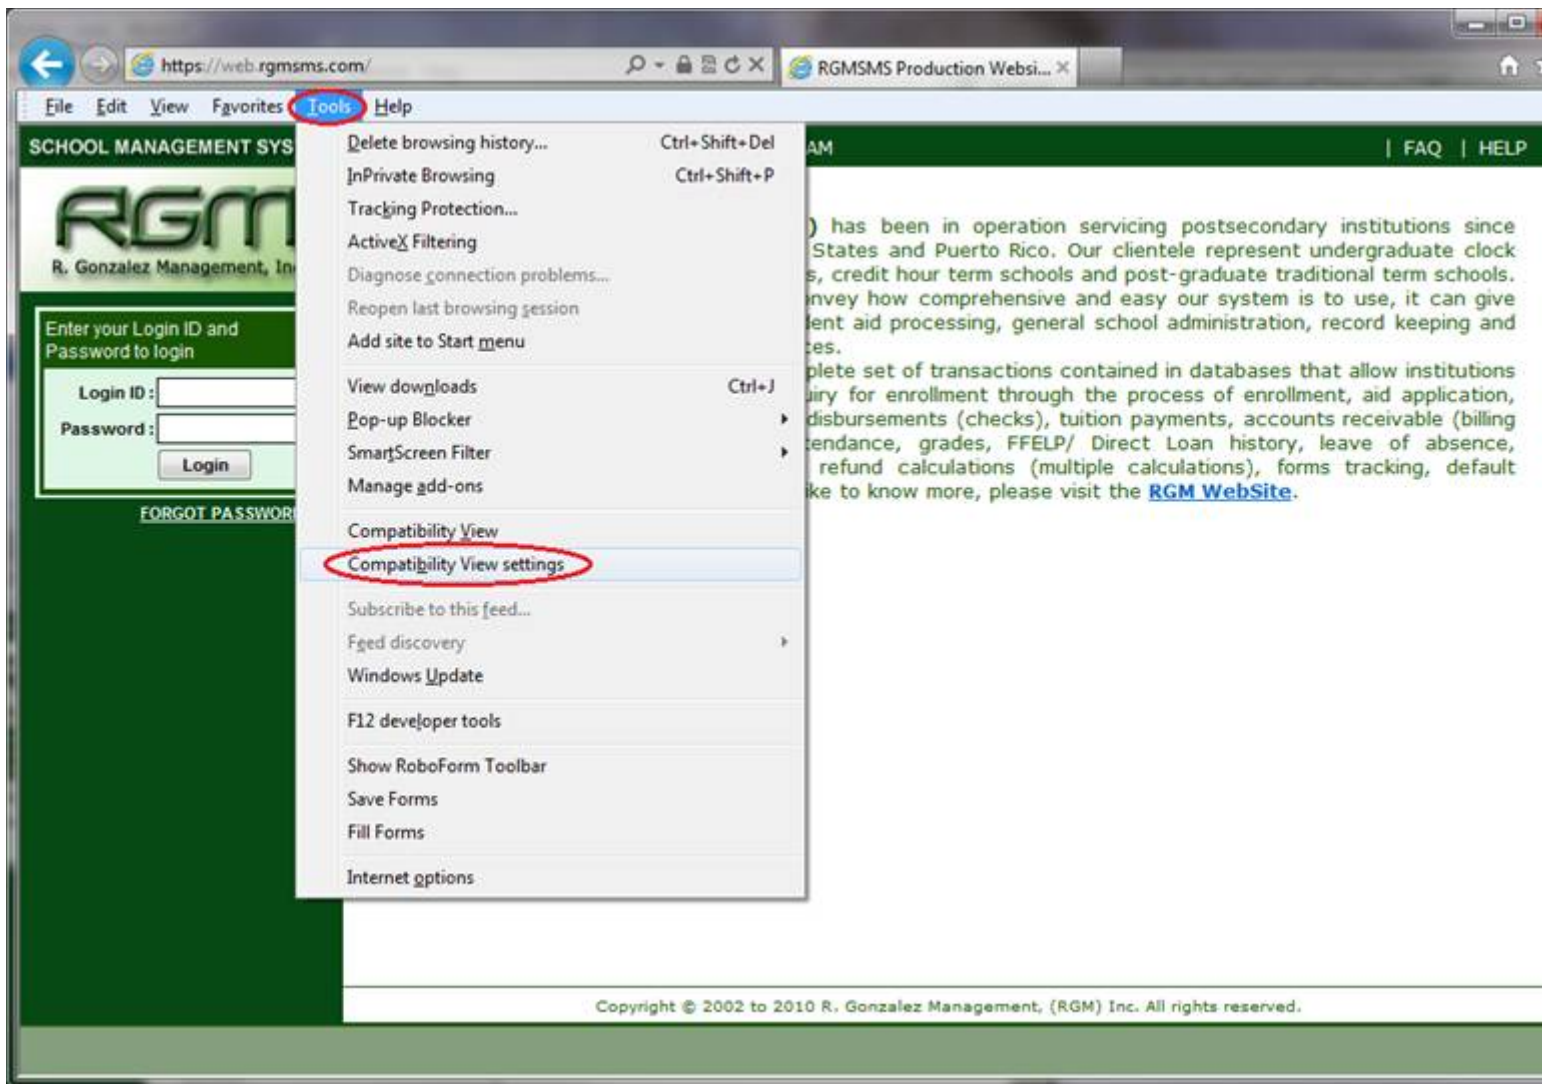 https://web.rgmsms.com/
RGMSMS Production Websi...
File Edit View Favorites Tools Help
SCHOOL MANAGEMENT SYS
AM | FAQ | HELP
RGM
R. Gonzalez Management, In
Enter your Login ID and
Password to login
Login ID :
Password :
Login
FORGOT PASSWOR
Delete browsing history... Ctrl+Shift+Del
InPrivate Browsing Ctrl+Shift+P
Tracking Protection...
ActiveX Filtering
Diagnose connection problems...
Reopen last browsing session
Add site to Start menu
View downloads Ctrl+J
Pop-up Blocker
SmartScreen Filter
Manage add-ons
Compatibility View
Compatibility View settings
Subscribe to this feed...
Feed discovery
Windows Update
F12 developer tools
Show RoboForm Toolbar
Save Forms
Fill Forms
Internet options
) has been in operation servicing postsecondary institutions since
States and Puerto Rico. Our clientele represent undergraduate clock
s, credit hour term schools and post-graduate traditional term schools.
nvey how comprehensive and easy our system is to use, it can give
lent aid processing, general school administration, record keeping and
ces.
plete set of transactions contained in databases that allow institutions
uiry for enrollment through the process of enrollment, aid application,
disbursements (checks), tuition payments, accounts receivable (billing
tendance, grades, FFELP/ Direct Loan history, leave of absence,
refund calculations (multiple calculations), forms tracking, default
ike to know more, please visit the RGM WebSite.
Copyright © 2002 to 2010 R. Gonzalez Management, (RGM) Inc. All rights reserved.